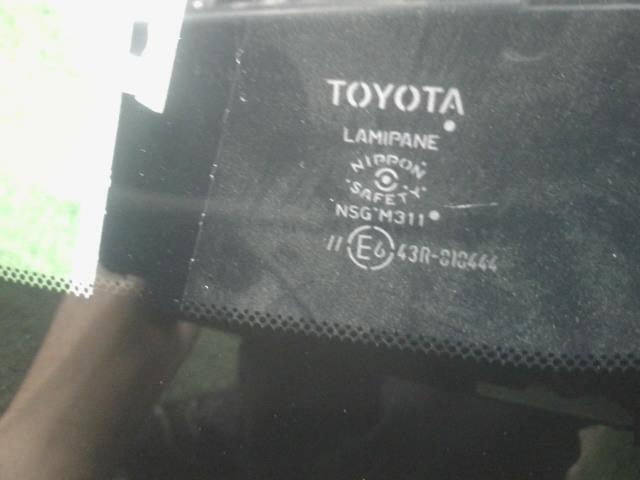 TOYOTA
LAMIPANE
NIPPON
SAFETY
NSG M311
// E6 43R-010444